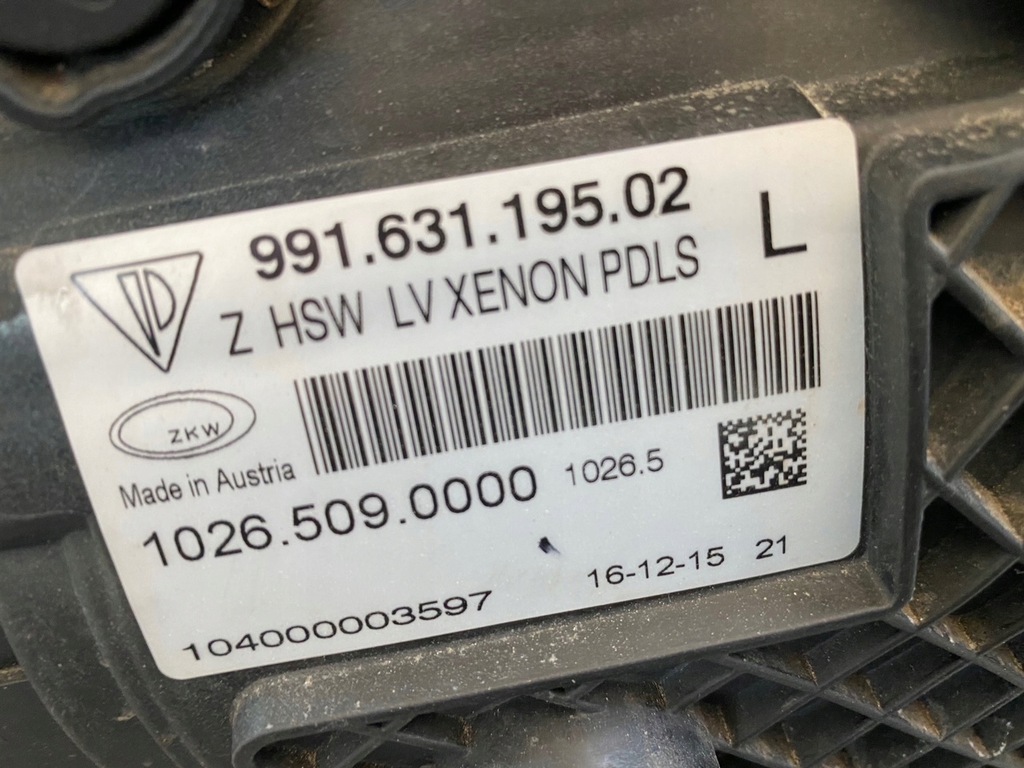 991.631.195.02
L
Z HSW LV XENON PDLS
ZKW
Made in Austria
1026.509.0000 1026.5
16-12-15 21
104000003597